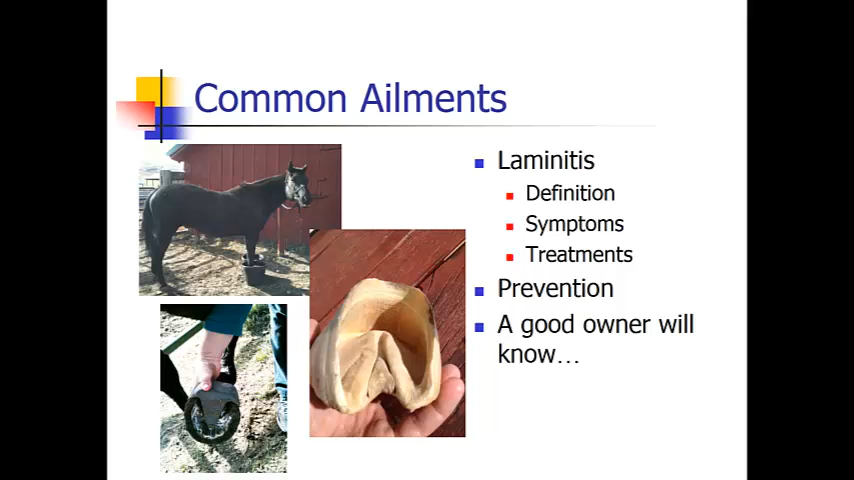 Common Ailments
Laminitis
Definition
Symptoms
Treatments
Prevention
A good owner will
know…